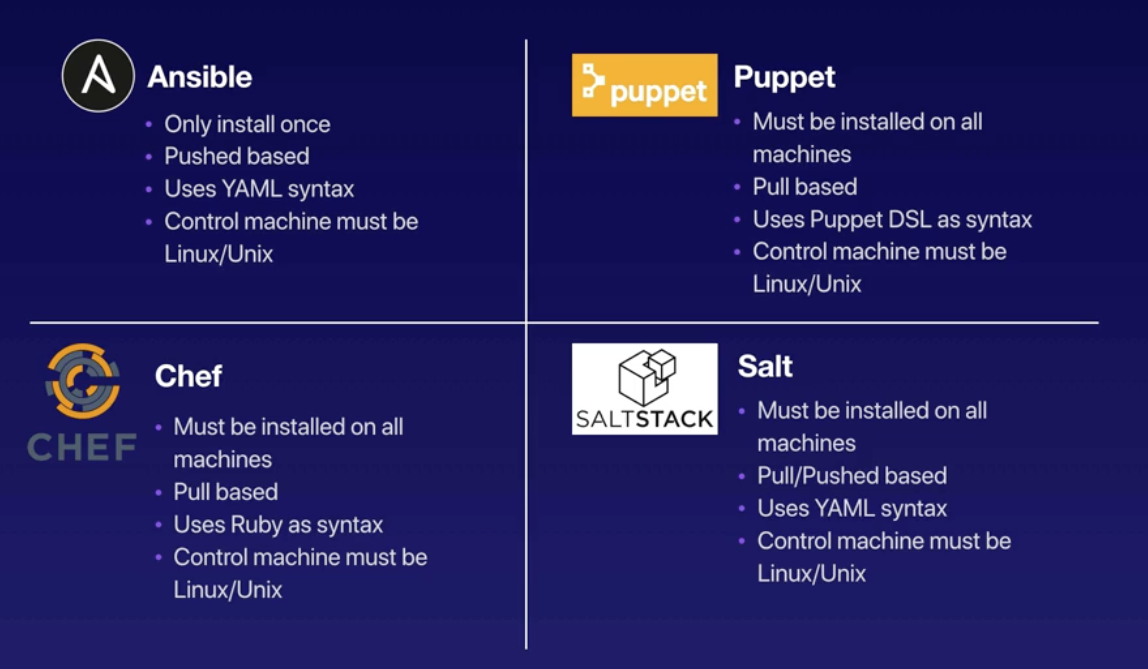 Ansible
• Only install once
• Pushed based
• Uses YAML syntax
• Control machine must be
Linux/Unix
puppet
Puppet
• Must be installed on all
machines
• Pull based
• Uses Puppet DSL as syntax
• Control machine must be
Linux/Unix
CHEF
Chef
• Must be installed on all
machines
• Pull based
• Uses Ruby as syntax
• Control machine must be
Linux/Unix
SALTSTACK
Salt
• Must be installed on all
machines
• Pull/Pushed based
• Uses YAML syntax
• Control machine must be
Linux/Unix